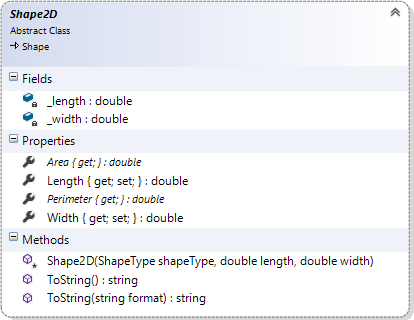 Shape2D
Abstract Class
Shape
Fields
_length : double
_width : double
Properties
Area { get; } : double
Length { get; set; } : double
Perimeter { get; } : double
Width { get; set; } : double
Methods
Shape2D(ShapeType shapeType, double length, double width)
ToString() : string
ToString(string format) : string